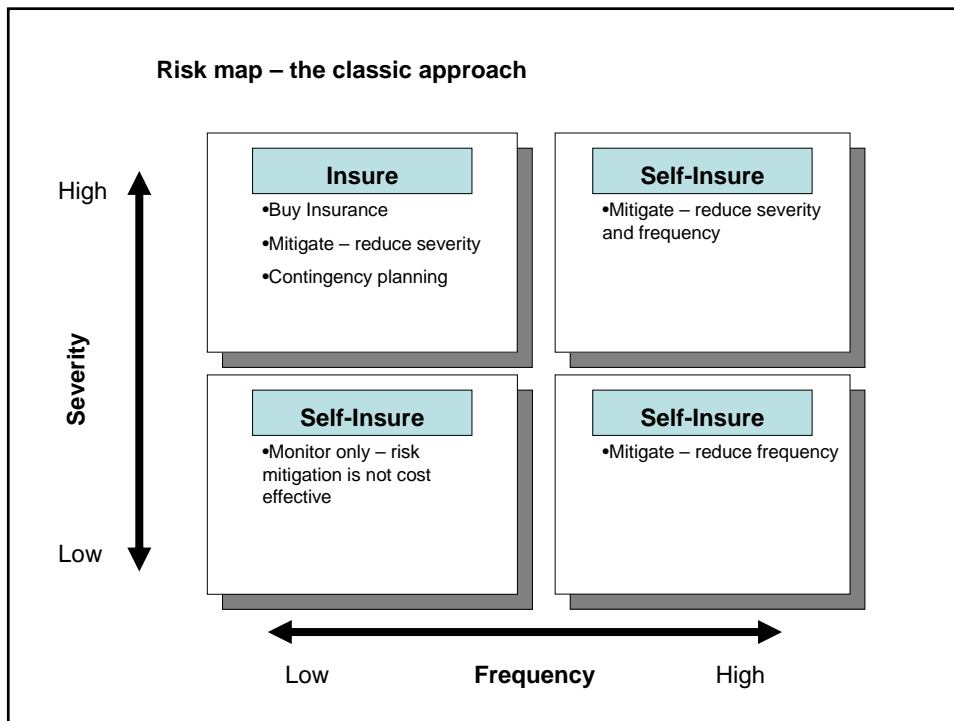 Risk map – the classic approach
High
Severity
Low
Insure
•Buy Insurance
•Mitigate – reduce severity
•Contingency planning
Self-Insure
•Mitigate – reduce severity
and frequency
Self-Insure
•Monitor only – risk
mitigation is not cost
effective
Self-Insure
•Mitigate – reduce frequency
Low
Frequency
High